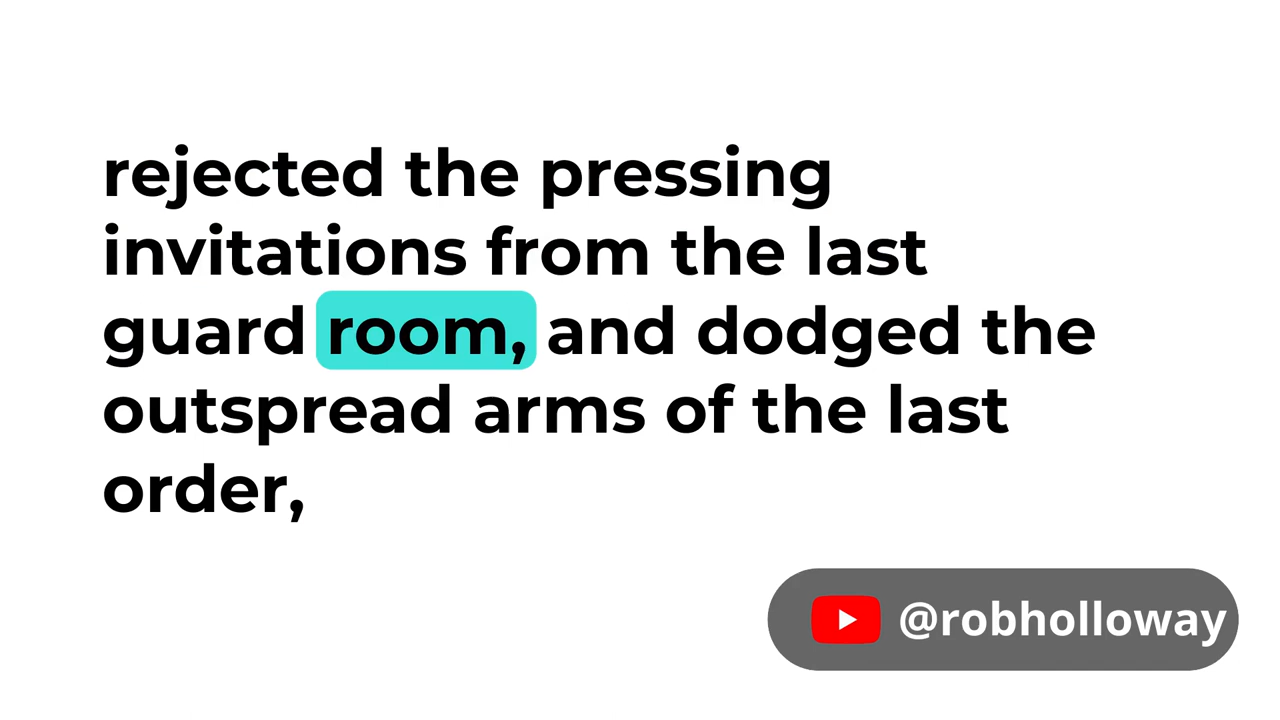 rejected the pressing
invitations from the last
guard room, and dodged the
outspread arms of the last
order,
@robholloway